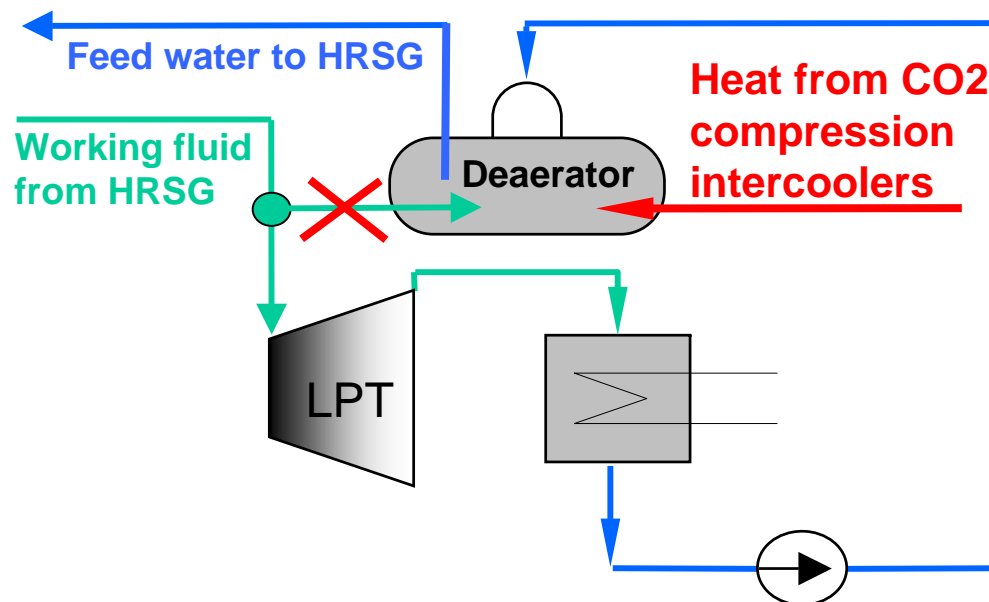 Feed water to HRSG
Heat from CO2
compression
intercoolers
Working fluid
from HRSG
Deaerator
LPT